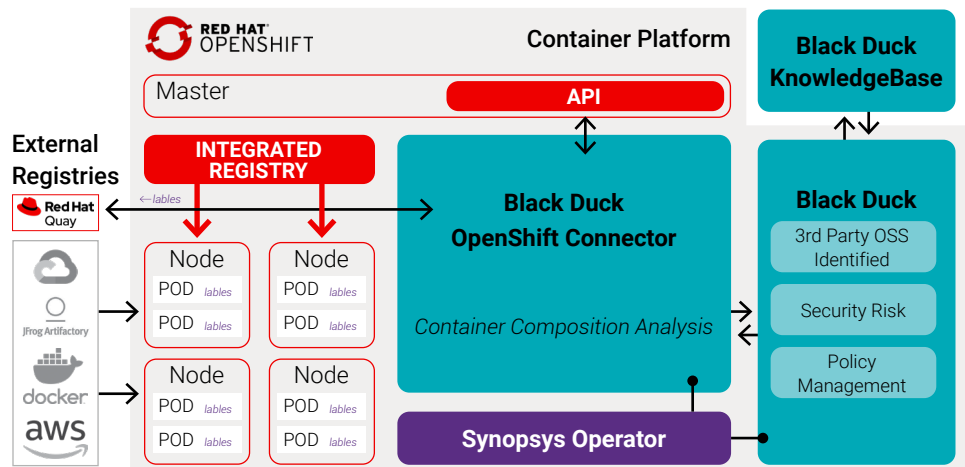 RED HAT®
OPENSHIFT
Container Platform
Black Duck
KnowledgeBase
Master
API
External
Registries
INTEGRATED
REGISTRY
←lables
Red Hat
Quay
Black Duck
OpenShift Connector
Container Composition Analysis
Black Duck
3rd Party OSS
Identified
Security Risk
Policy
Management
JFrog Artifactory
docker
aws
Node
POD lables
POD lables
Node
POD lables
POD lables
Node
POD lables
POD lables
Node
POD lables
POD lables
Synopsys Operator